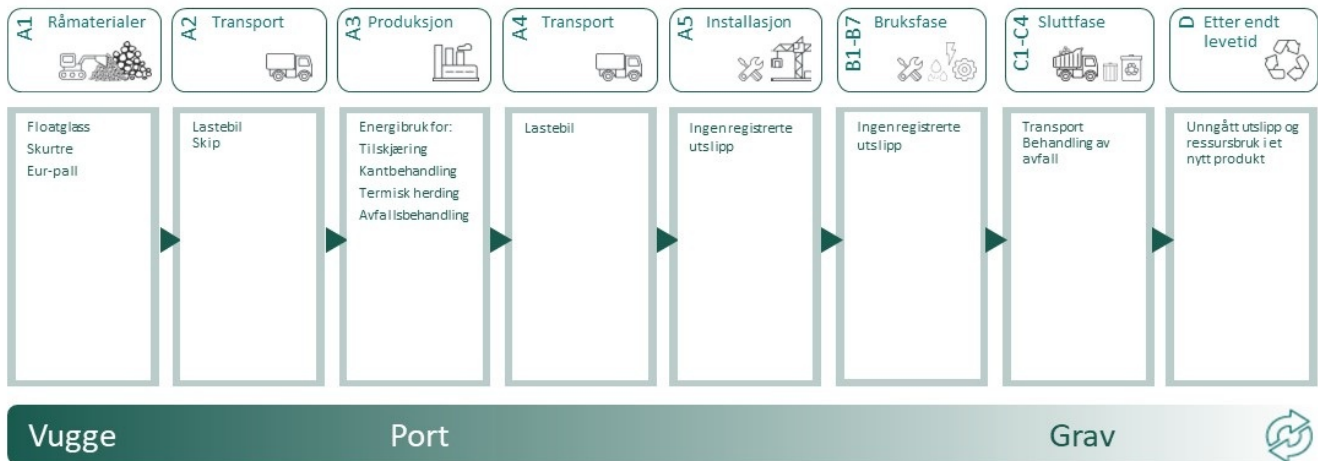 A1 Råmaterialer
A2 Transport
A3 Produksjon
A4 Transport
A5 Installasjon
B1-B7 Bruksfase
C1-C4 Sluttfase
D Etter endt
levetid
Floatglass
Skurtre
Eur-pall
Lastebil
Skip
Energibruk for:
Tilskjæring
Kantbehandling
Termisk herding
Avfallsbehandling
Lastebil
Ingen registrerte
utslipp
Ingen registrerte
utslipp
Transport
Behandling av
avfall
Unngått utslipp og
ressursbruk i et
nytt produkt
Vugge
Port
Grav